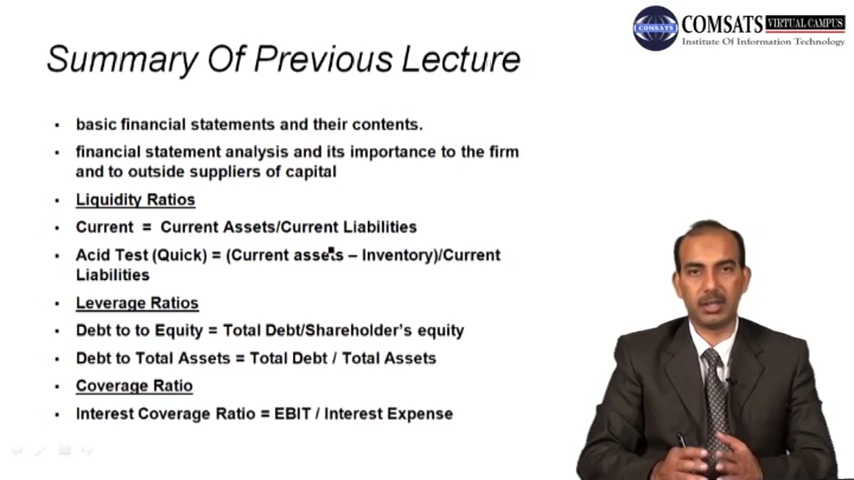 COMSATS VIRTUAL CAMPUS
Institute Of Information Technology
Summary Of Previous Lecture
▪ basic financial statements and their contents.
▪ financial statement analysis and its importance to the firm
and to outside suppliers of capital
▪ Liquidity Ratios
▪ Current = Current Assets/Current Liabilities
▪ Acid Test (Quick) = (Current assets – Inventory)/Current
Liabilities
▪ Leverage Ratios
▪ Debt to to Equity = Total Debt/Shareholder's equity
▪ Debt to Total Assets = Total Debt / Total Assets
▪ Coverage Ratio
▪ Interest Coverage Ratio = EBIT / Interest Expense